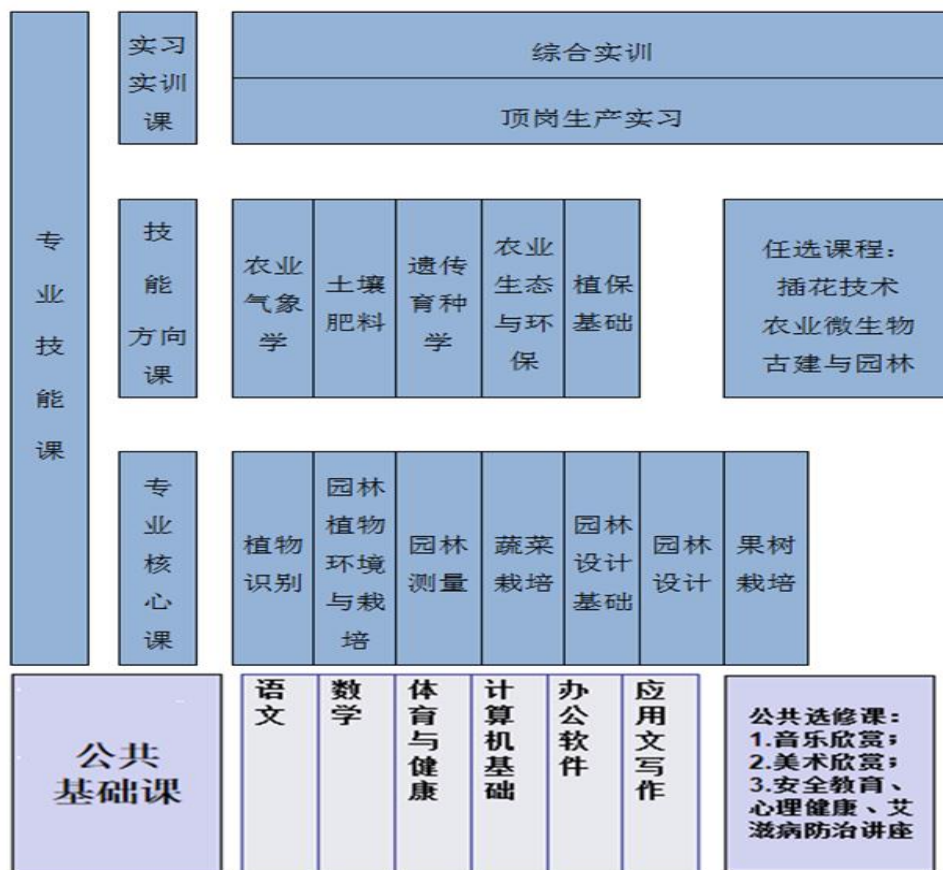 专
业
技
能
课
实习
实训
课
综合实训
顶岗生产实习
技
能
方向
课
农业
气象
学
土壤
肥料
遗传
育种
学
农业
生态
与环
保
植保
基础
任选课程：
插花技术
农业微生物
古建与园林
专
业
核
心
课
植物
识别
园林
植物
环境
与栽
培
园林
测量
蔬菜
栽培
园林
设计
基础
园林
设计
果树
栽培
公共
基础课
语文
数学
体育与健康
计算机基础
办公软件
应用文写作
公共选修课：
1.音乐欣赏；
2.美术欣赏；
3.安全教育、
心理健康、艾
滋病防治讲座